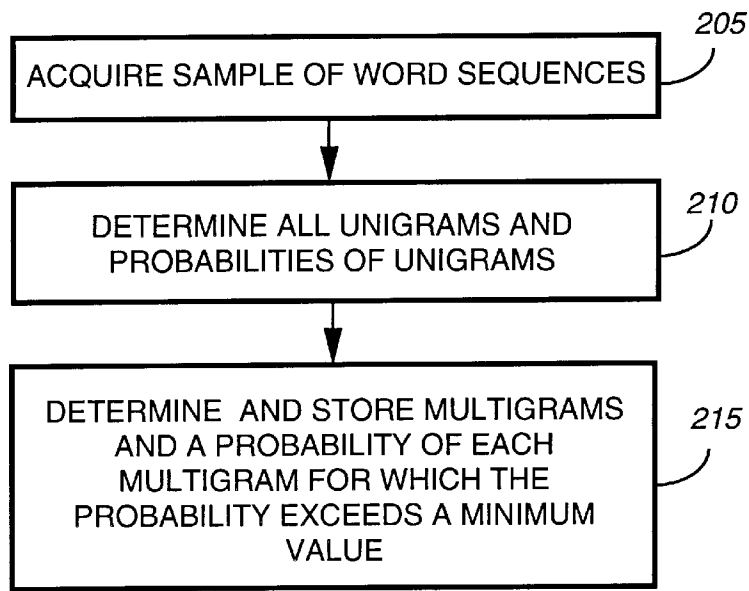 205
ACQUIRE SAMPLE OF WORD SEQUENCES
210
DETERMINE ALL UNIGRAMS AND
PROBABILITIES OF UNIGRAMS
215
DETERMINE AND STORE MULTIGRAMS
AND A PROBABILITY OF EACH
MULTIGRAM FOR WHICH THE
PROBABILITY EXCEEDS A MINIMUM
VALUE